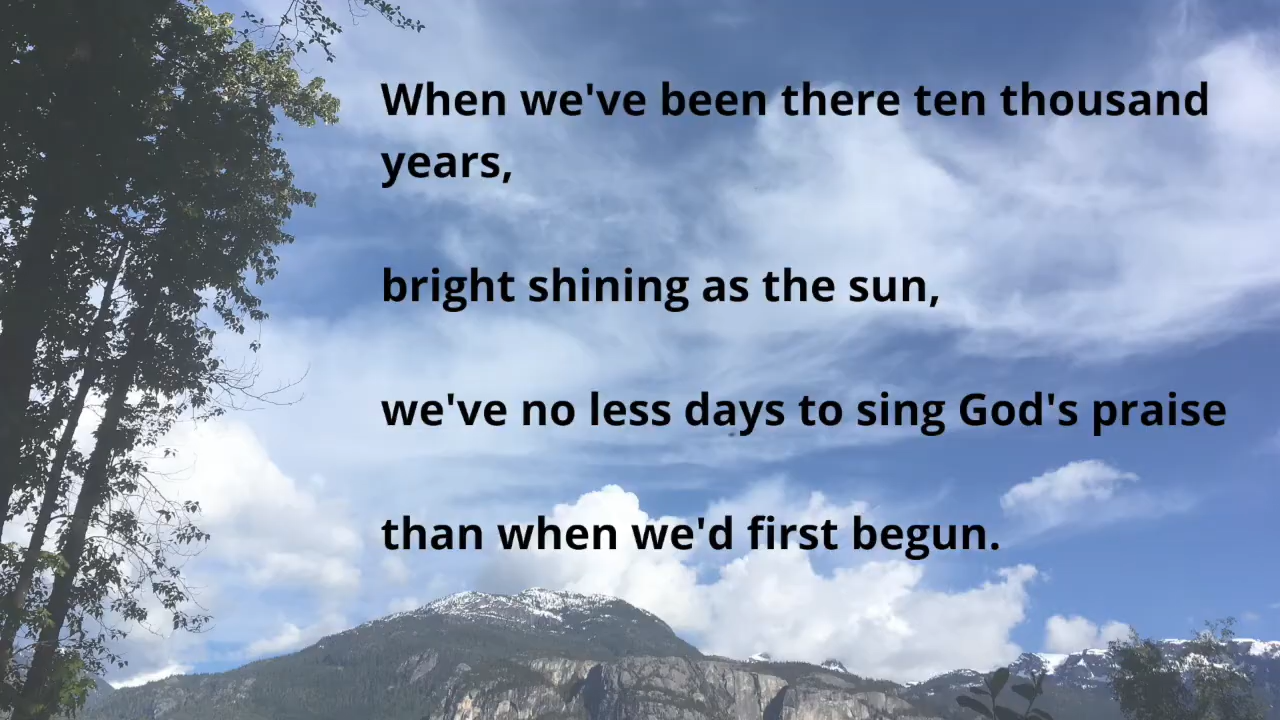 When we've been there ten thousand
years,
bright shining as the sun,
we've no less days to sing God's praise
than when we'd first begun.